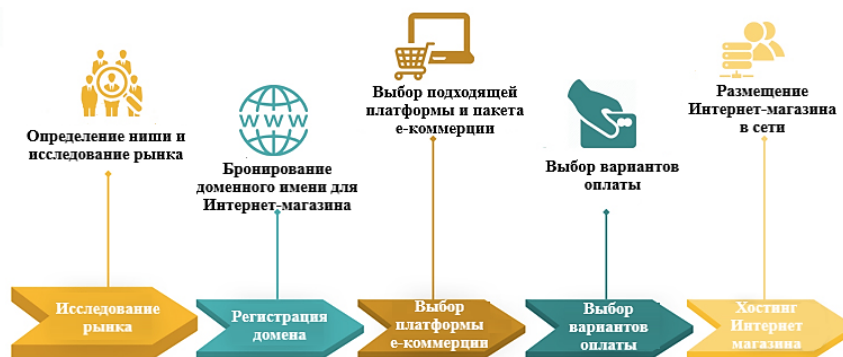 Определение ниши и
исследование рынка
WWW
Бронирование
доменного имени для
Интернет-магазина
Выбор подходящей
платформы и пакета
е-коммерции
Выбор вариантов
оплаты
Размещение
Интернет-магазина
в сети
Исследование
рынка
Регистрация
домена
Выбор
платформы
е-коммерции
Выбор
вариантов
оплаты
Хостинг
Интернет
магазина